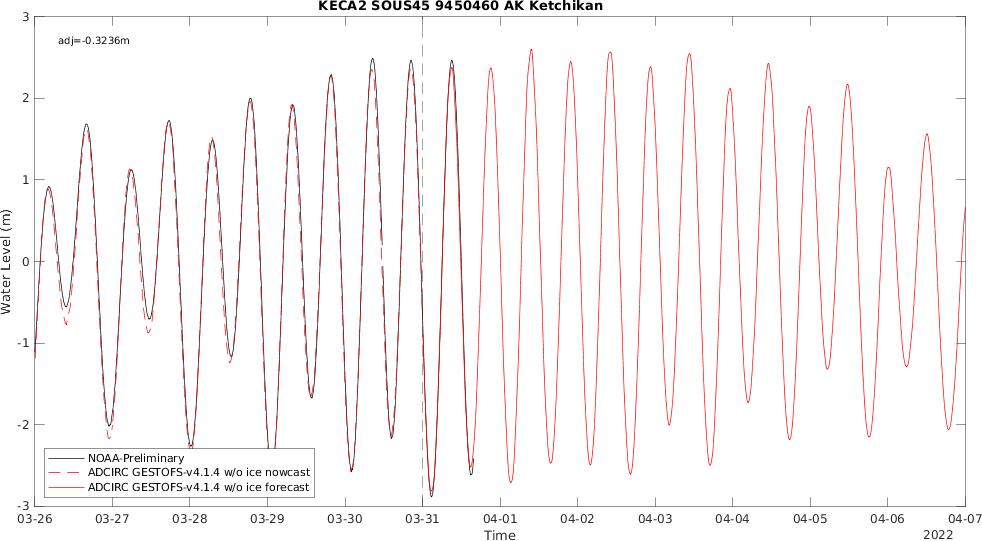 KECA2 SOUS45 9450460 AK Ketchikan
adj=-0.3236m
3
2
1
0
-1
-2
-3
Water Level (m)
NOAA-Preliminary
ADCIRC GESTOFS-v4.1.4 w/o ice nowcast
ADCIRC GESTOFS-v4.1.4 w/o ice forecast
03-26 03-27 03-28 03-29 03-30 03-31 04-01 04-02 04-03 04-04 04-05 04-06 04-07
Time
2022